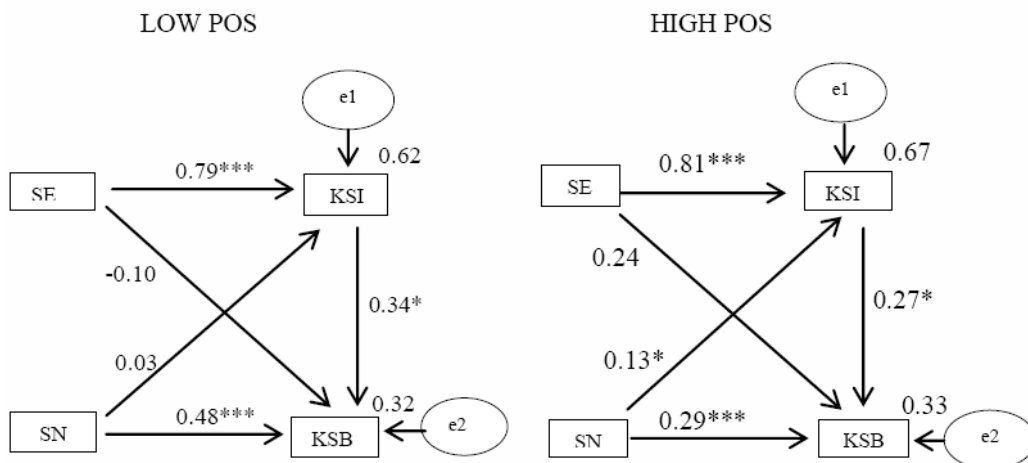 LOW POS
e1
0.62
0.79***
SE
KSI
-0.10
0.34*
0.03
0.32
0.48***
SN
KSB
e2
HIGH POS
e1
0.67
0.81***
SE
KSI
0.24
0.27*
0.13*
0.33
0.29***
SN
KSB
e2